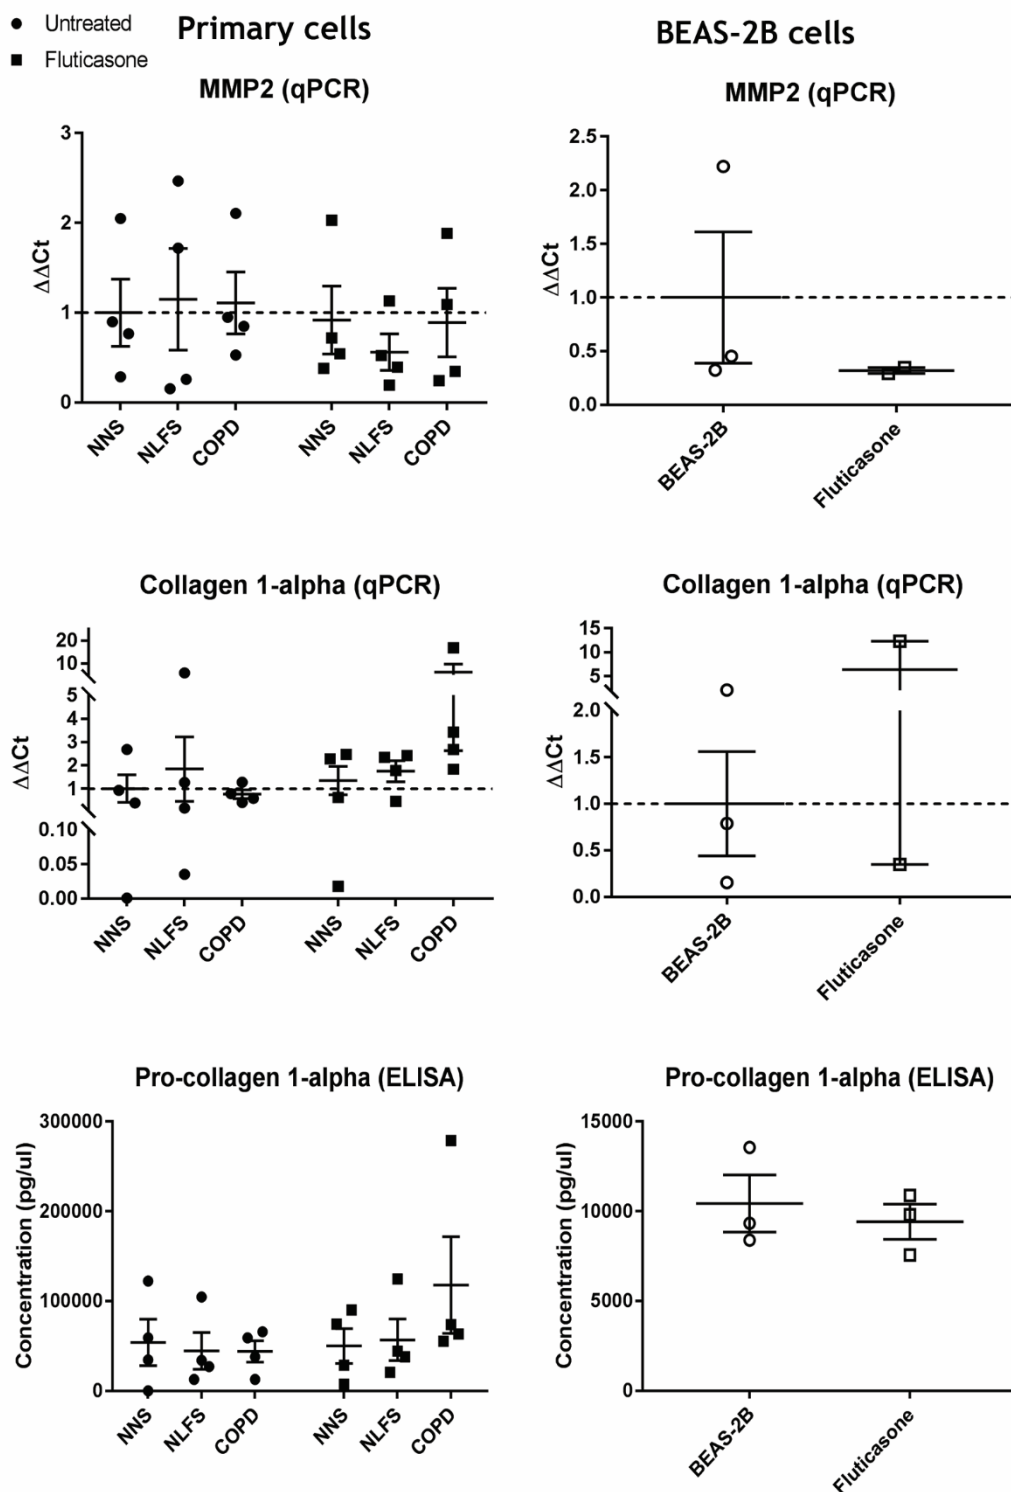 Untreated
Fluticasone
Primary cells
BEAS-2B cells
MMP2 (qPCR)
3
2
1
0
ΔΔCt
NNS
NLFS
COPD
NNS
NLFS
COPD
MMP2 (qPCR)
2.5
2.0
1.5
1.0
0.5
0.0
ΔΔCt
BEAS-2B
Fluticasone
Collagen 1-alpha (qPCR)
20
10
5
4
3
2
1
0.10
0.05
0.00
ΔΔCt
NNS
NLFS
COPD
NNS
NLFS
COPD
Collagen 1-alpha (qPCR)
15
10
5
2.0
1.5
1.0
0.5
0.0
ΔΔCt
BEAS-2B
Fluticasone
Pro-collagen 1-alpha (ELISA)
300000
200000
100000
0
Concentration (pg/ul)
NNS
NLFS
COPD
NNS
NLFS
COPD
Pro-collagen 1-alpha (ELISA)
15000
10000
5000
0
Concentration (pg/ul)
BEAS-2B
Fluticasone